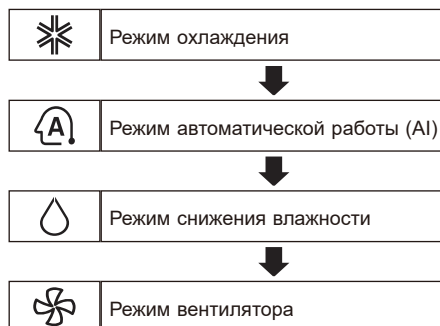 Режим охлаждения
A
Режим автоматической работы (AI)
Режим снижения влажности
Режим вентилятора